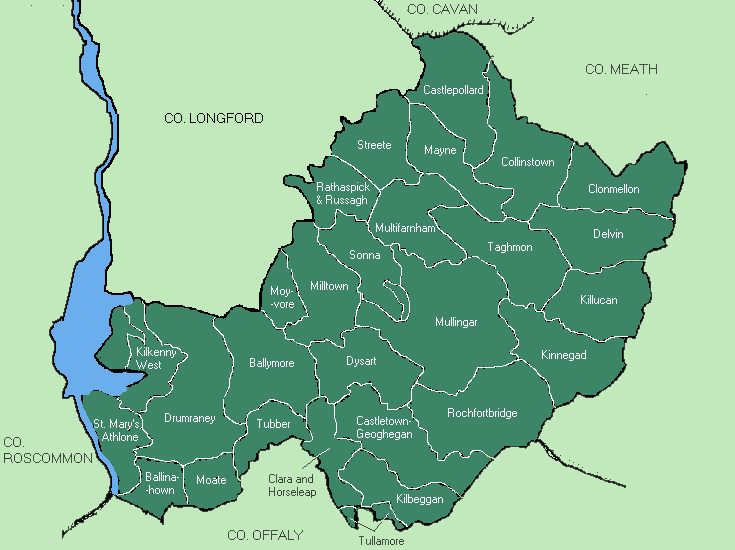 CO. CAVAN
CO. MEATH
Castlepollard
CO. LONGFORD
Streete
Mayne
Collinstown
Rathaspick
& Russagh
Clonmellon
Multifarnham
Delvin
Taghmon
Sonna
Moy-
-vore
Milltown
Killucan
Mullingar
Kinnegad
Kilkenny
West
Ballymore
Dysart
Drumraney
Rochfortbridge
St. Mary's
Athlone
Tubber
Castletown-
Geoghegan
CO.
ROSCOMMON
Ballina-
-hown
Moate
Clara and
Horseleap
Kilbeggan
CO. OFFALY
Tullamore